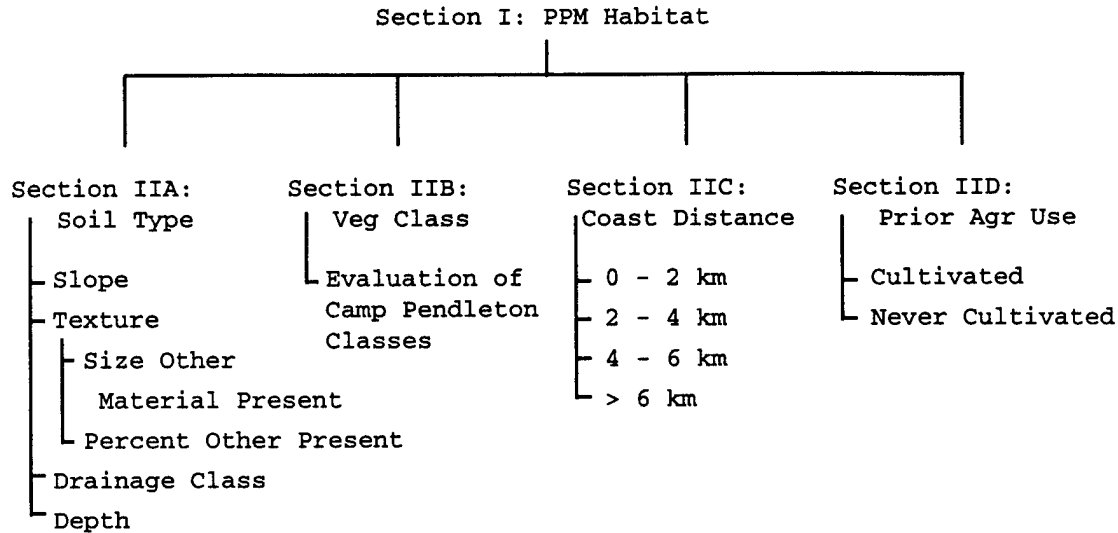 Section I: PPM Habitat
Section IIA:
Soil Type
Slope
Texture
Size Other
Material Present
Percent Other Present
Drainage Class
Depth
Section IIB:
Veg Class
Evaluation of
Camp Pendleton
Classes
Section IIC:
Coast Distance
0 - 2 km
2 - 4 km
4 - 6 km
> 6 km
Section IID:
Prior Agr Use
Cultivated
Never Cultivated